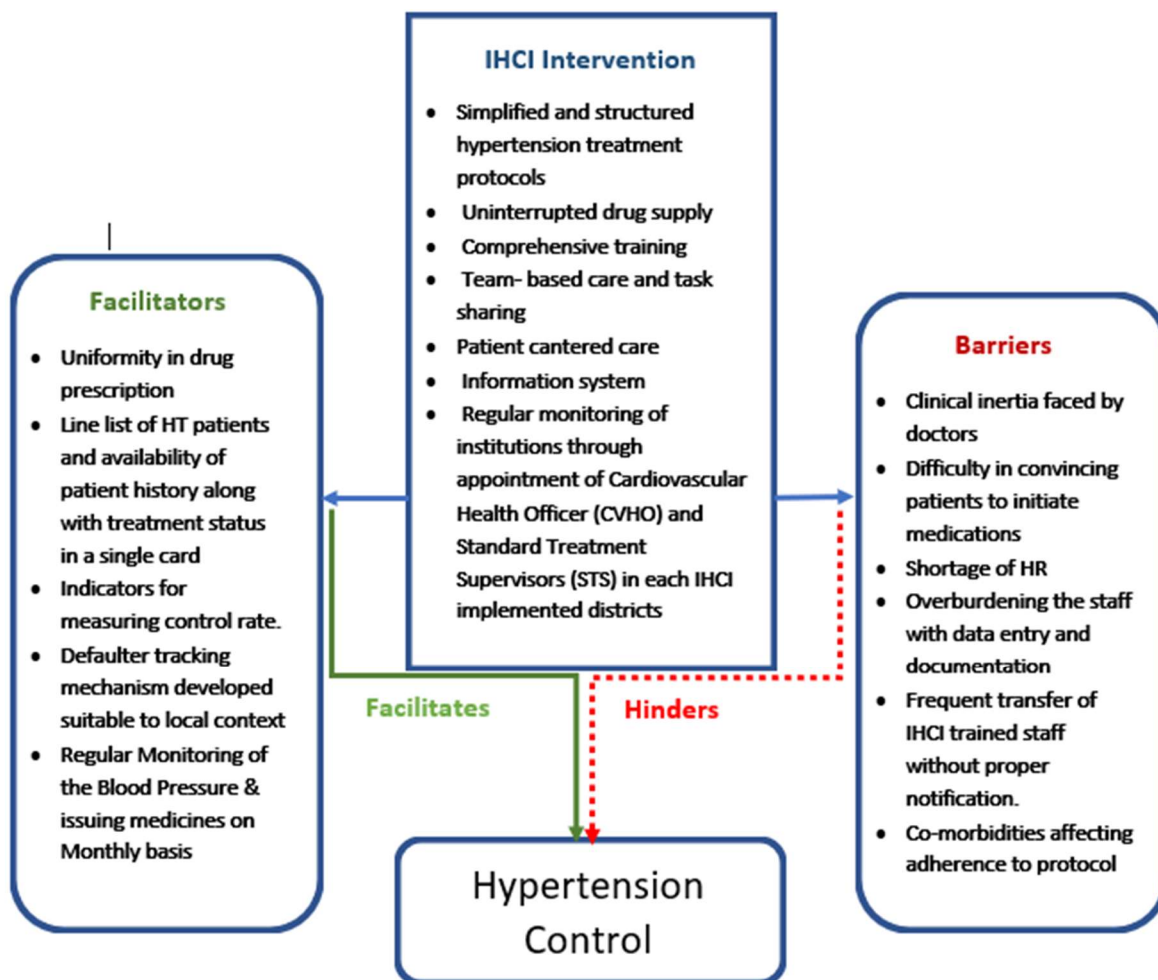 IHCI Intervention
• Simplified and structured
hypertension treatment
protocols
• Uninterrupted drug supply
• Comprehensive training
• Team- based care and task
sharing
• Patient cantered care
• Information system
• Regular monitoring of
institutions through
appointment of Cardiovascular
Health Officer (CVHO) and
Standard Treatment
Supervisors (STS) in each IHCI
implemented districts
Facilitators
• Uniformity in drug
prescription
• Line list of HT patients
and availability of
patient history along
with treatment status
in a single card
• Indicators for
measuring control rate.
• Defaulter tracking
mechanism developed
suitable to local context
• Regular Monitoring of
the Blood Pressure &
issuing medicines on
Monthly basis
Barriers
• Clinical inertia faced by
doctors
• Difficulty in convincing
patients to initiate
medications
• Shortage of HR
• Overburdening the staff
with data entry and
documentation
• Frequent transfer of
IHCI trained staff
without proper
notification.
• Co-morbidities affecting
adherence to protocol
Facilitates
Hinders
Hypertension
Control